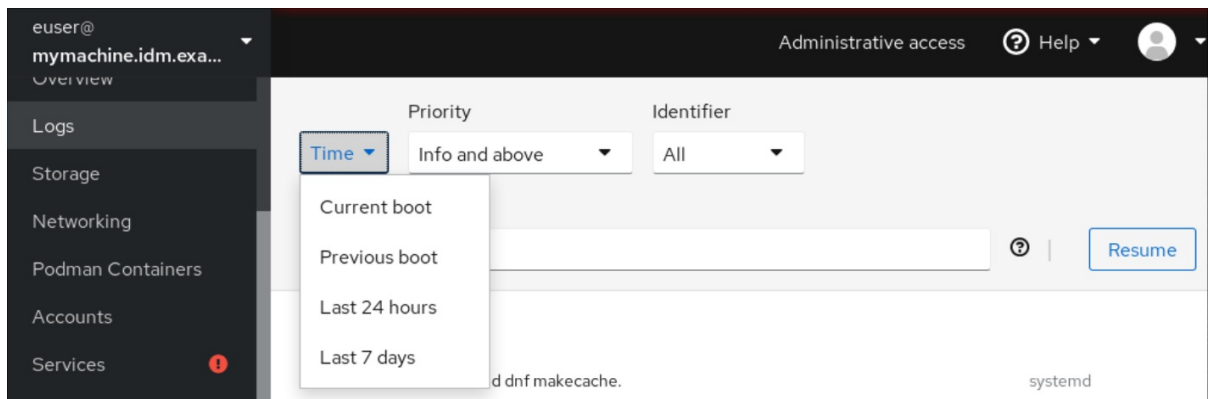 euser@
mymachine.idm.exa...
Administrative access
Help
Overview
Logs
Storage
Networking
Podman Containers
Accounts
Services
Priority
Identifier
Time
Info and above
All
Current boot
Previous boot
Last 24 hours
Last 7 days
Resume
d dnf makecache.
systemd